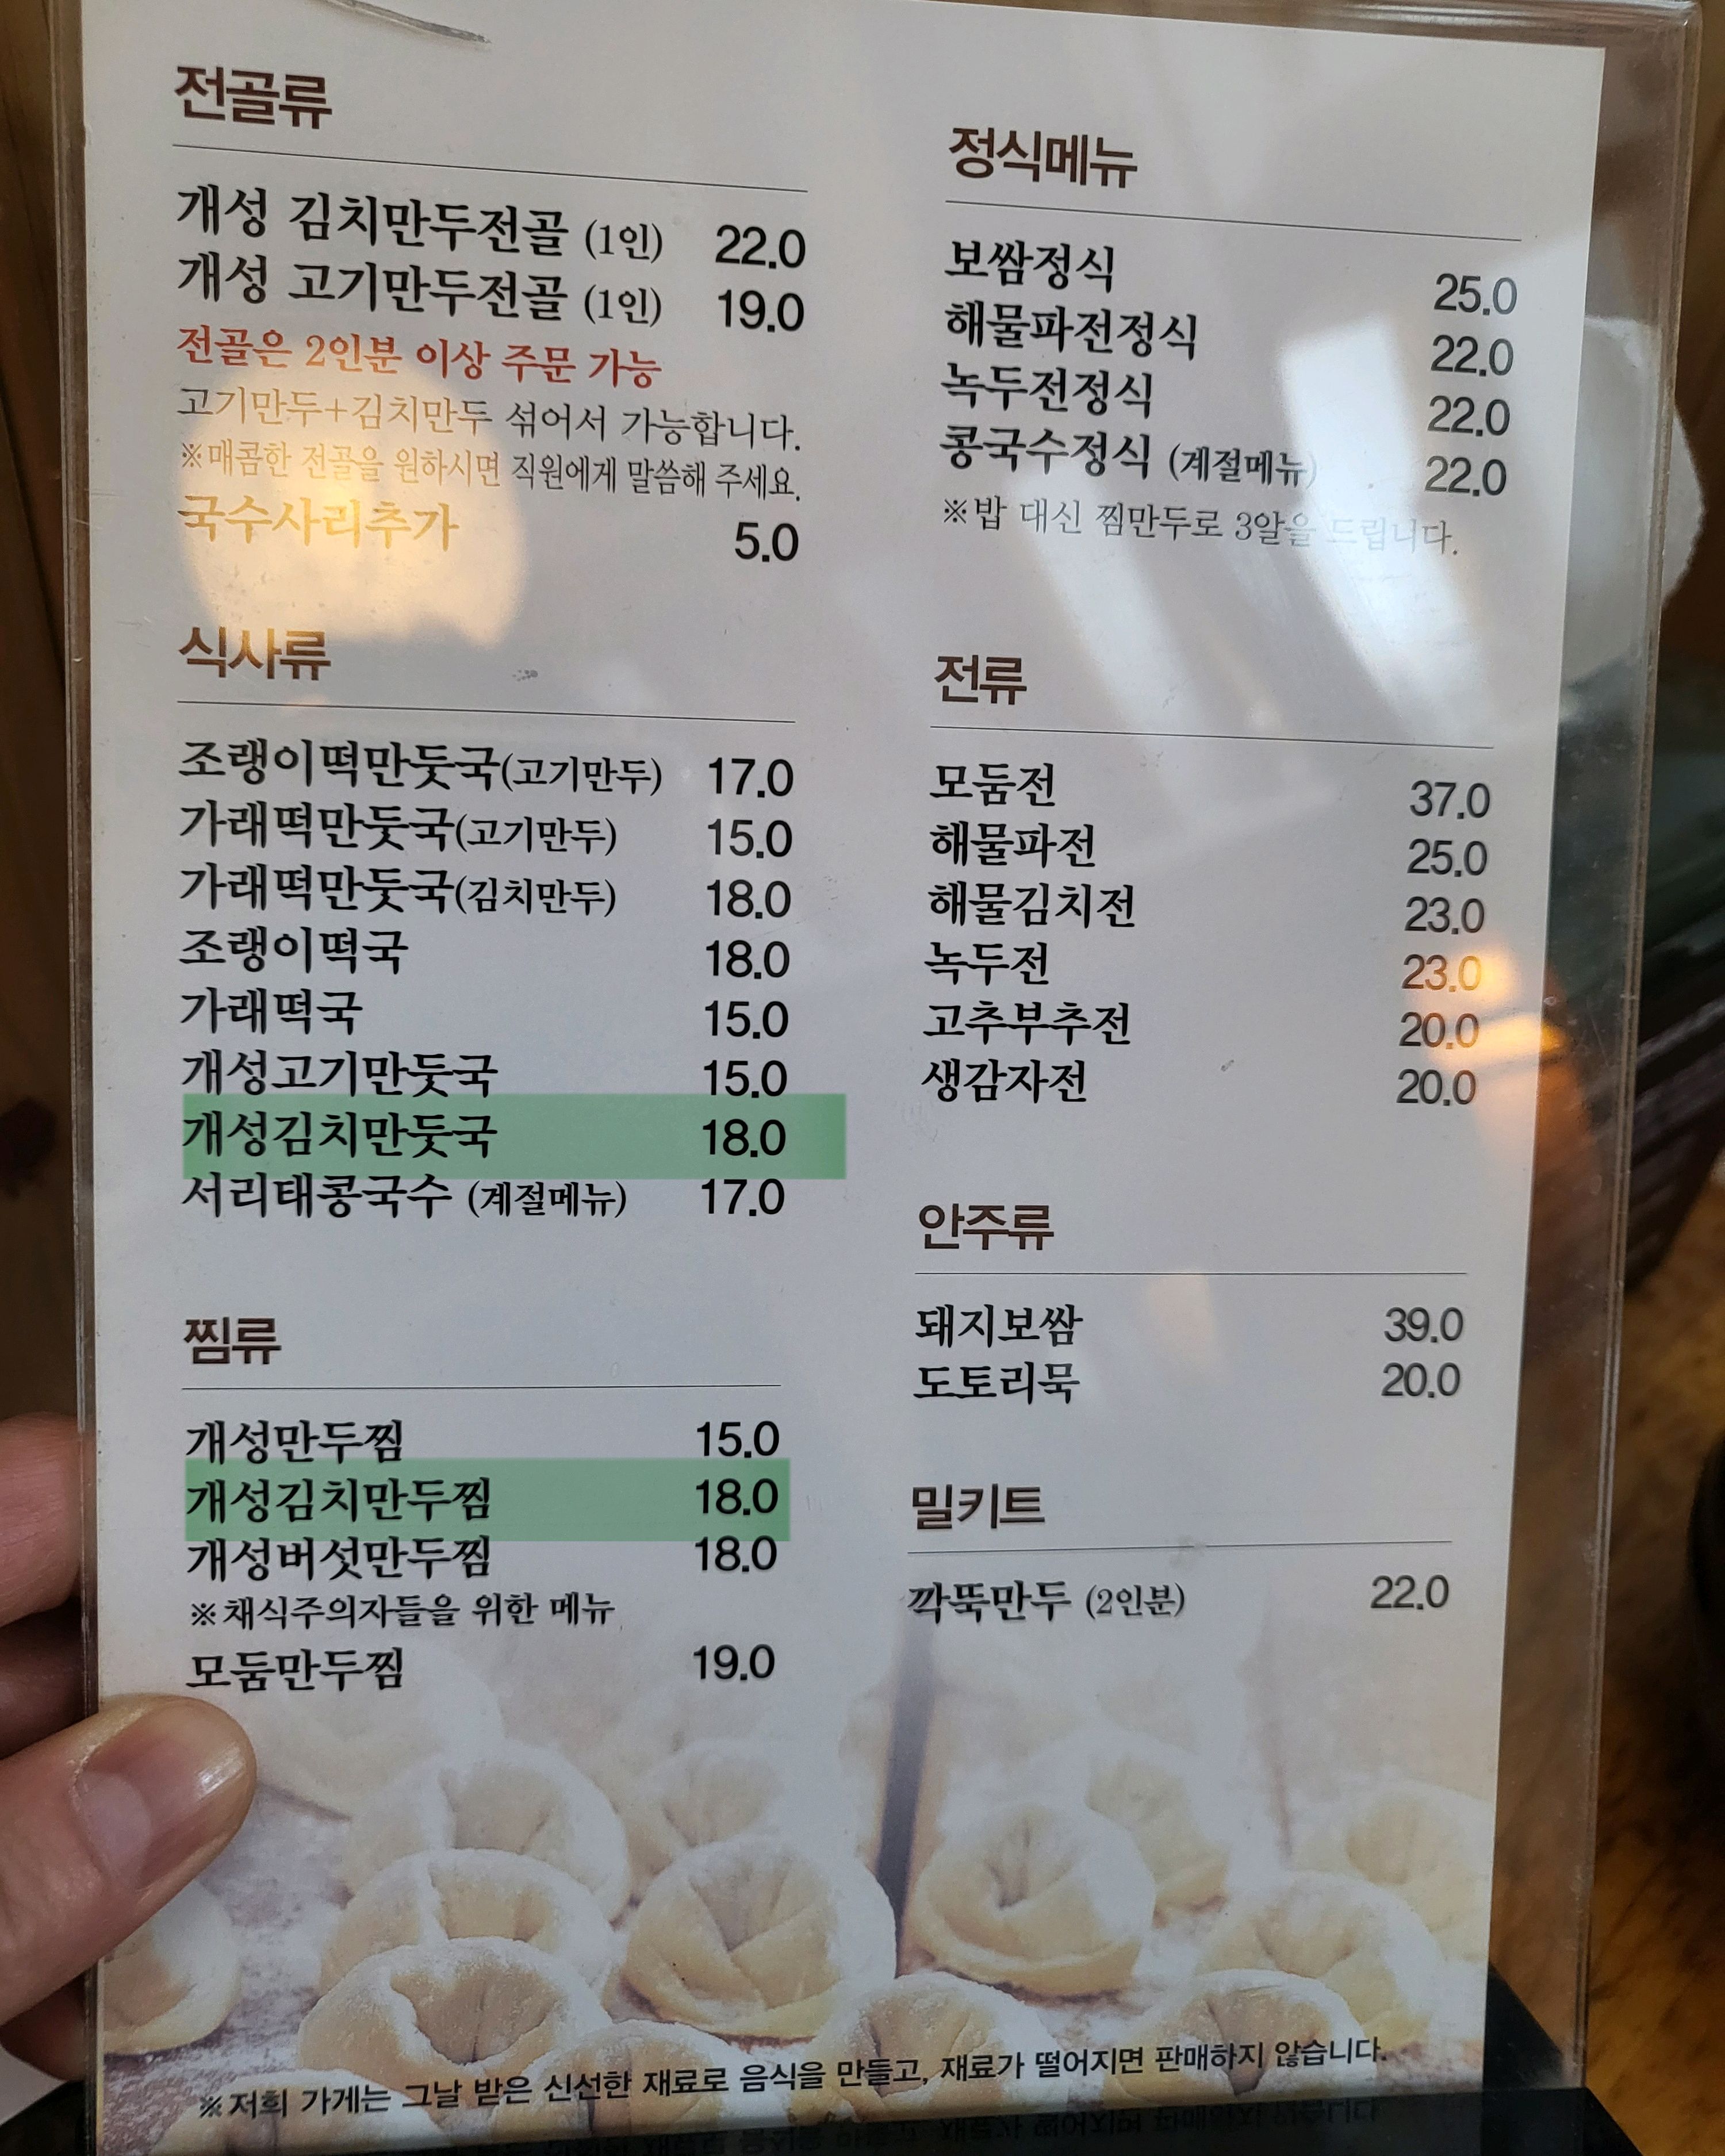 전골류
개성 김치만두전골 (1인) 22.0
개성 고기만두전골 (1인) 19.0
전골은 2인분 이상 주문 가능
고기만두+김치만두 섞어서 가능합니다.
※매콤한 전골을 원하시면 직원에게 말씀해 주세요.
국수사리추가 5.0
식사류
조랭이떡만둣국(고기만두) 17.0
가래떡만둣국(고기만두) 15.0
가래떡만둣국(김치만두) 18.0
조랭이떡국 18.0
가래떡국 15.0
개성고기만둣국 15.0
개성김치만둣국 18.0
서리태콩국수 (계절메뉴) 17.0
찜류
개성만두찜 15.0
개성김치만두찜 18.0
개성버섯만두찜 18.0
※채식주의자들을 위한 메뉴
모둠만두찜 19.0
정식메뉴
보쌈정식 25.0
해물파전정식 22.0
녹두전정식 22.0
콩국수정식 (계절메뉴) 22.0
※밥 대신 찜만두로 3알을 드립니다.
전류
모둠전 37.0
해물파전 25.0
해물김치전 23.0
녹두전 23.0
고추부추전 20.0
생감자전 20.0
안주류
돼지보쌈 39.0
도토리묵 20.0
밀키트
깍뚝만두 (2인분) 22.0
※저희 가게는 그날 받은 신선한 재료로 음식을 만들고, 재료가 떨어지면 판매하지 않습니다.